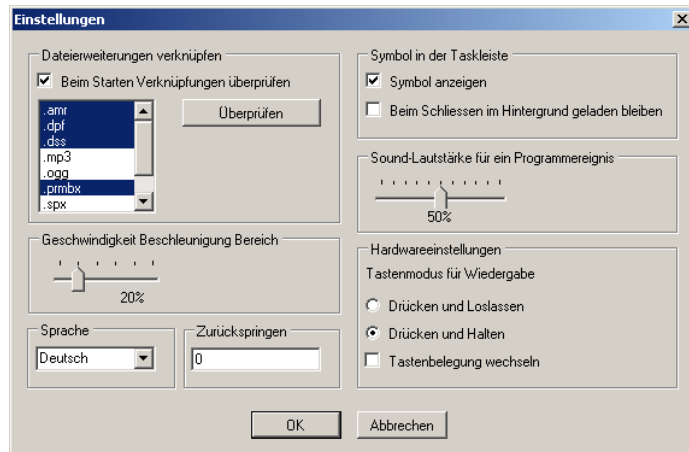 Einstellungen
Dateierweiterungen verknüpfen
Beim Starten Verknüpfungen überprüfen
.amr
.dpf
.dss
.mp3
.ogg
.prmbx
.spx
Überprüfen
Geschwindigkeit Beschleunigung Bereich
20%
Sprache
Deutsch
Zurückspringen
0
Symbol in der Taskleiste
Symbol anzeigen
Beim Schliessen im Hintergrund geladen bleiben
Sound-Lautstärke für ein Programmereignis
50%
Hardwareeinstellungen
Tastenmodus für Wiedergabe
Drücken und Loslassen
Drücken und Halten
Tastenbelegung wechseln
OK
Abbrechen